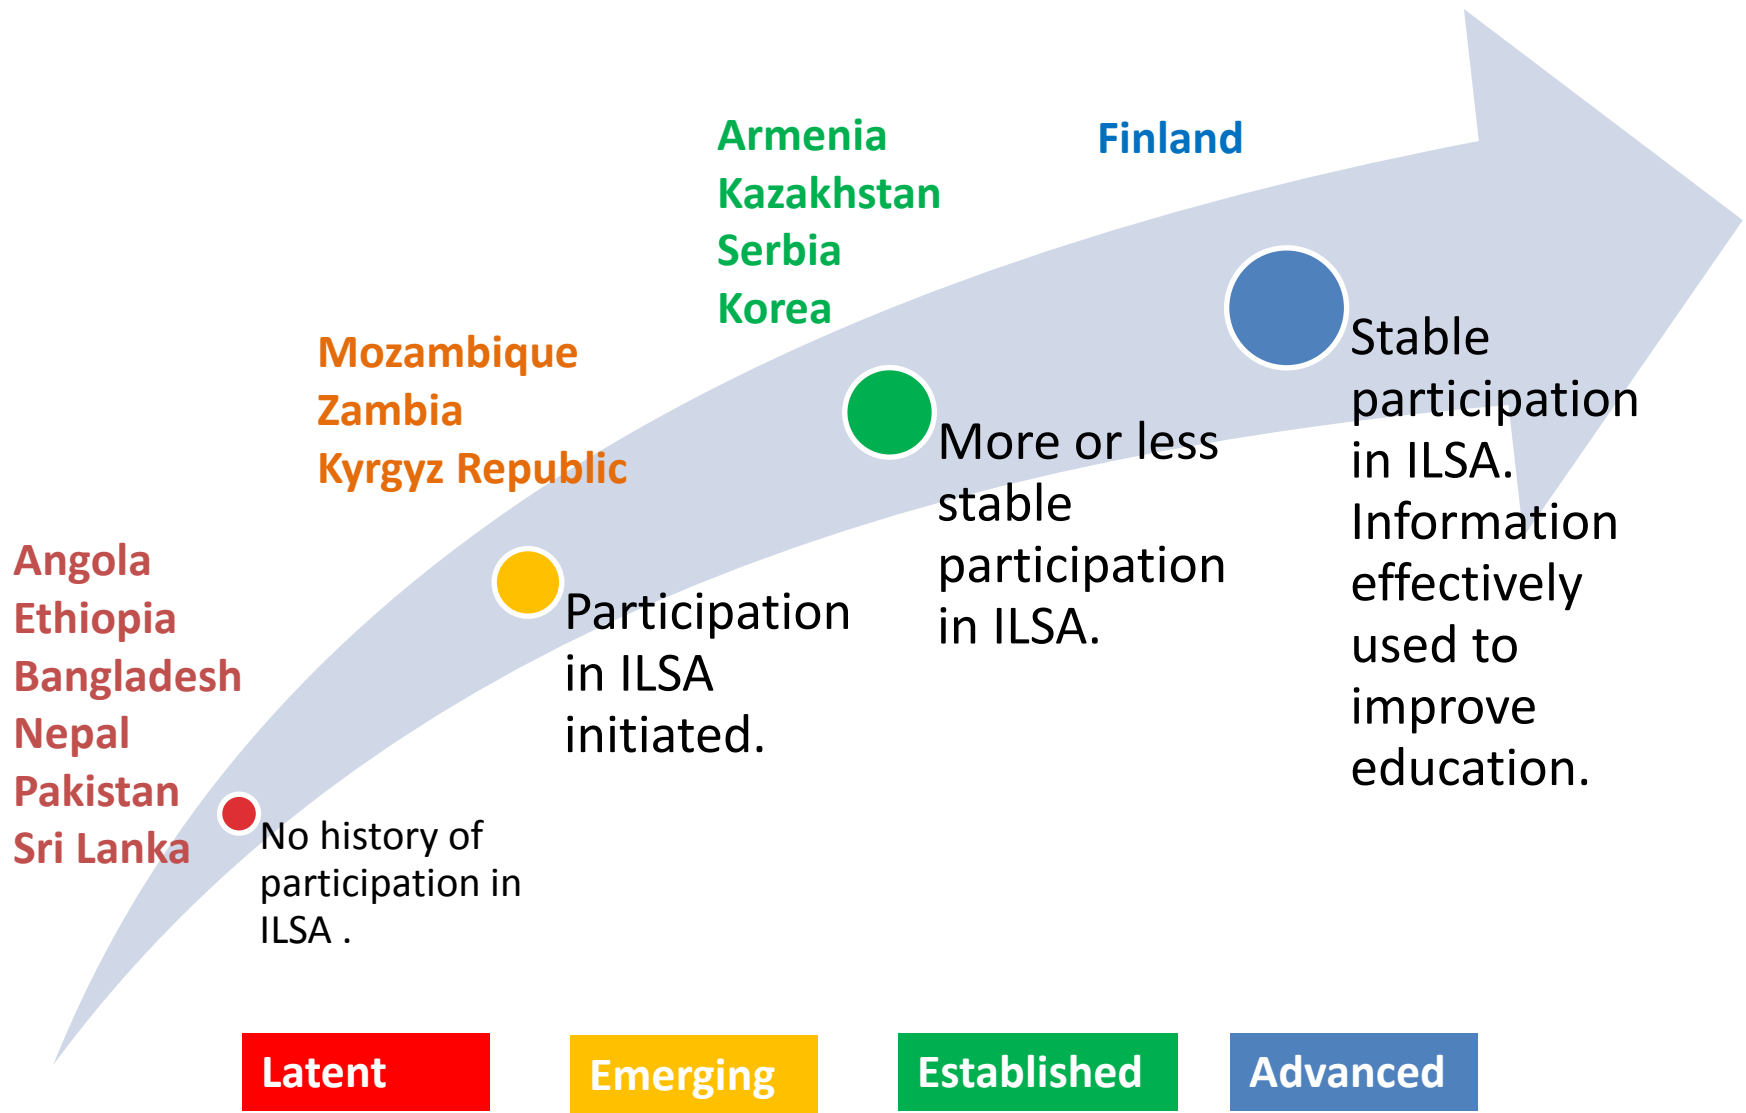 Armenia
Kazakhstan
Serbia
Korea
Finland
Mozambique
Zambia
Kyrgyz Republic
Angola
Ethiopia
Bangladesh
Nepal
Pakistan
Sri Lanka
No history of
participation in
ILSA .
Participation
in ILSA
initiated.
More or less
stable
participation
in ILSA.
Stable
participation
in ILSA.
Information
effectively
used to
improve
education.
Latent
Emerging
Established
Advanced